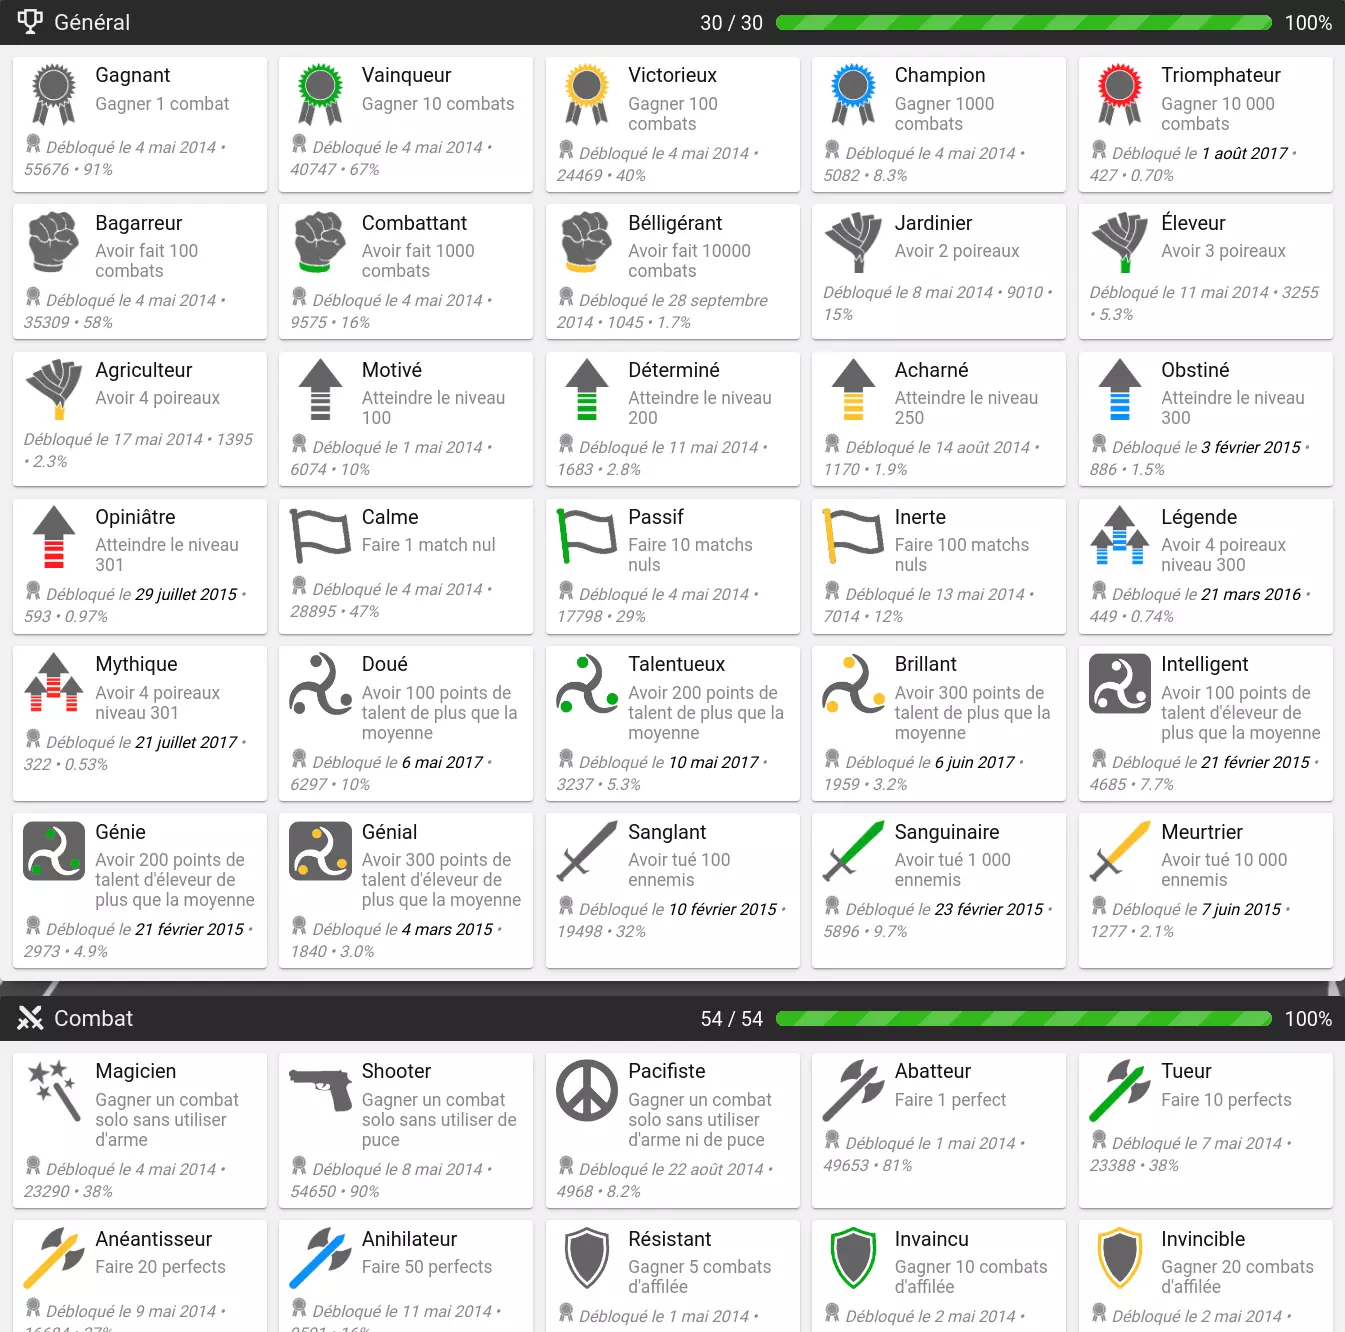 Général
30 / 30
100%
Gagnant
Gagner 1 combat
Débloqué le 4 mai 2014 •
55676 • 91%
Vainqueur
Gagner 10 combats
Débloqué le 4 mai 2014 •
40747 • 67%
Victorieux
Gagner 100
combats
Débloqué le 4 mai 2014 •
24469 • 40%
Champion
Gagner 1000
combats
Débloqué le 4 mai 2014 •
5082 • 8.3%
Triomphateur
Gagner 10 000
combats
Débloqué le 1 août 2017 •
427 • 0.70%
Bagarreur
Avoir fait 100
combats
Débloqué le 4 mai 2014 •
35309 • 58%
Combattant
Avoir fait 1000
combats
Débloqué le 4 mai 2014 •
9575 • 16%
Bélligérant
Avoir fait 10000
combats
Débloqué le 28 septembre
2014 • 1045 • 1.7%
Jardinier
Avoir 2 poireaux
Débloqué le 8 mai 2014 • 9010 •
15%
Éleveur
Avoir 3 poireaux
Débloqué le 11 mai 2014 • 3255
• 5.3%
Agriculteur
Avoir 4 poireaux
Débloqué le 17 mai 2014 • 1395
• 2.3%
Motivé
Atteindre le niveau
100
Débloqué le 1 mai 2014 •
6074 • 10%
Déterminé
Atteindre le niveau
200
Débloqué le 11 mai 2014 •
1683 • 2.8%
Acharné
Atteindre le niveau
250
Débloqué le 14 août 2014 •
1170 • 1.9%
Obstiné
Atteindre le niveau
300
Débloqué le 3 février 2015 •
886 • 1.5%
Opiniâtre
Atteindre le niveau
301
Débloqué le 29 juillet 2015 •
593 • 0.97%
Calme
Faire 1 match nul
Débloqué le 4 mai 2014 •
28895 • 47%
Passif
Faire 10 matchs
nuls
Débloqué le 4 mai 2014 •
17798 • 29%
Inerte
Faire 100 matchs
nuls
Débloqué le 13 mai 2014 •
7014 • 12%
Légende
Avoir 4 poireaux
niveau 300
Débloqué le 21 mars 2016 •
449 • 0.74%
Mythique
Avoir 4 poireaux
niveau 301
Débloqué le 21 juillet 2017 •
322 • 0.53%
Doué
Avoir 100 points de
talent de plus que la
moyenne
Débloqué le 6 mai 2017 •
6297 • 10%
Talentueux
Avoir 200 points de
talent de plus que la
moyenne
Débloqué le 10 mai 2017 •
3237 • 5.3%
Brillant
Avoir 300 points de
talent de plus que la
moyenne
Débloqué le 6 juin 2017 •
1959 • 3.2%
Intelligent
Avoir 100 points de
talent d'éleveur de
plus que la moyenne
Débloqué le 21 février 2015 •
4685 • 7.7%
Génie
Avoir 200 points de
talent d'éleveur de
plus que la moyenne
Débloqué le 21 février 2015 •
2973 • 4.9%
Génial
Avoir 300 points de
talent d'éleveur de
plus que la moyenne
Débloqué le 4 mars 2015 •
1840 • 3.0%
Sanglant
Avoir tué 100
ennemis
Débloqué le 10 février 2015 •
19498 • 32%
Sanguinaire
Avoir tué 1 000
ennemis
Débloqué le 23 février 2015 •
5896 • 9.7%
Meurtrier
Avoir tué 10 000
ennemis
Débloqué le 7 juin 2015 •
1277 • 2.1%
Combat
54 / 54
100%
Magicien
Gagner un combat
solo sans utiliser
d'arme
Débloqué le 4 mai 2014 •
23290 • 38%
Shooter
Gagner un combat
solo sans utiliser de
puce
Débloqué le 8 mai 2014 •
54650 • 90%
Pacifiste
Gagner un combat
solo sans utiliser
d'arme ni de puce
Débloqué le 22 août 2014 •
4968 • 8.2%
Abatteur
Faire 1 perfect
Débloqué le 1 mai 2014 •
49653 • 81%
Tueur
Faire 10 perfects
Débloqué le 7 mai 2014 •
23388 • 38%
Anéantisseur
Faire 20 perfects
Débloqué le 9 mai 2014 •
Anihilateur
Faire 50 perfects
Débloqué le 11 mai 2014 •
Résistant
Gagner 5 combats
d'affilée
Débloqué le 1 mai 2014 •
Invaincu
Gagner 10 combats
d'affilée
Débloqué le 2 mai 2014 •
Invincible
Gagner 20 combats
d'affilée
Débloqué le 2 mai 2014 •